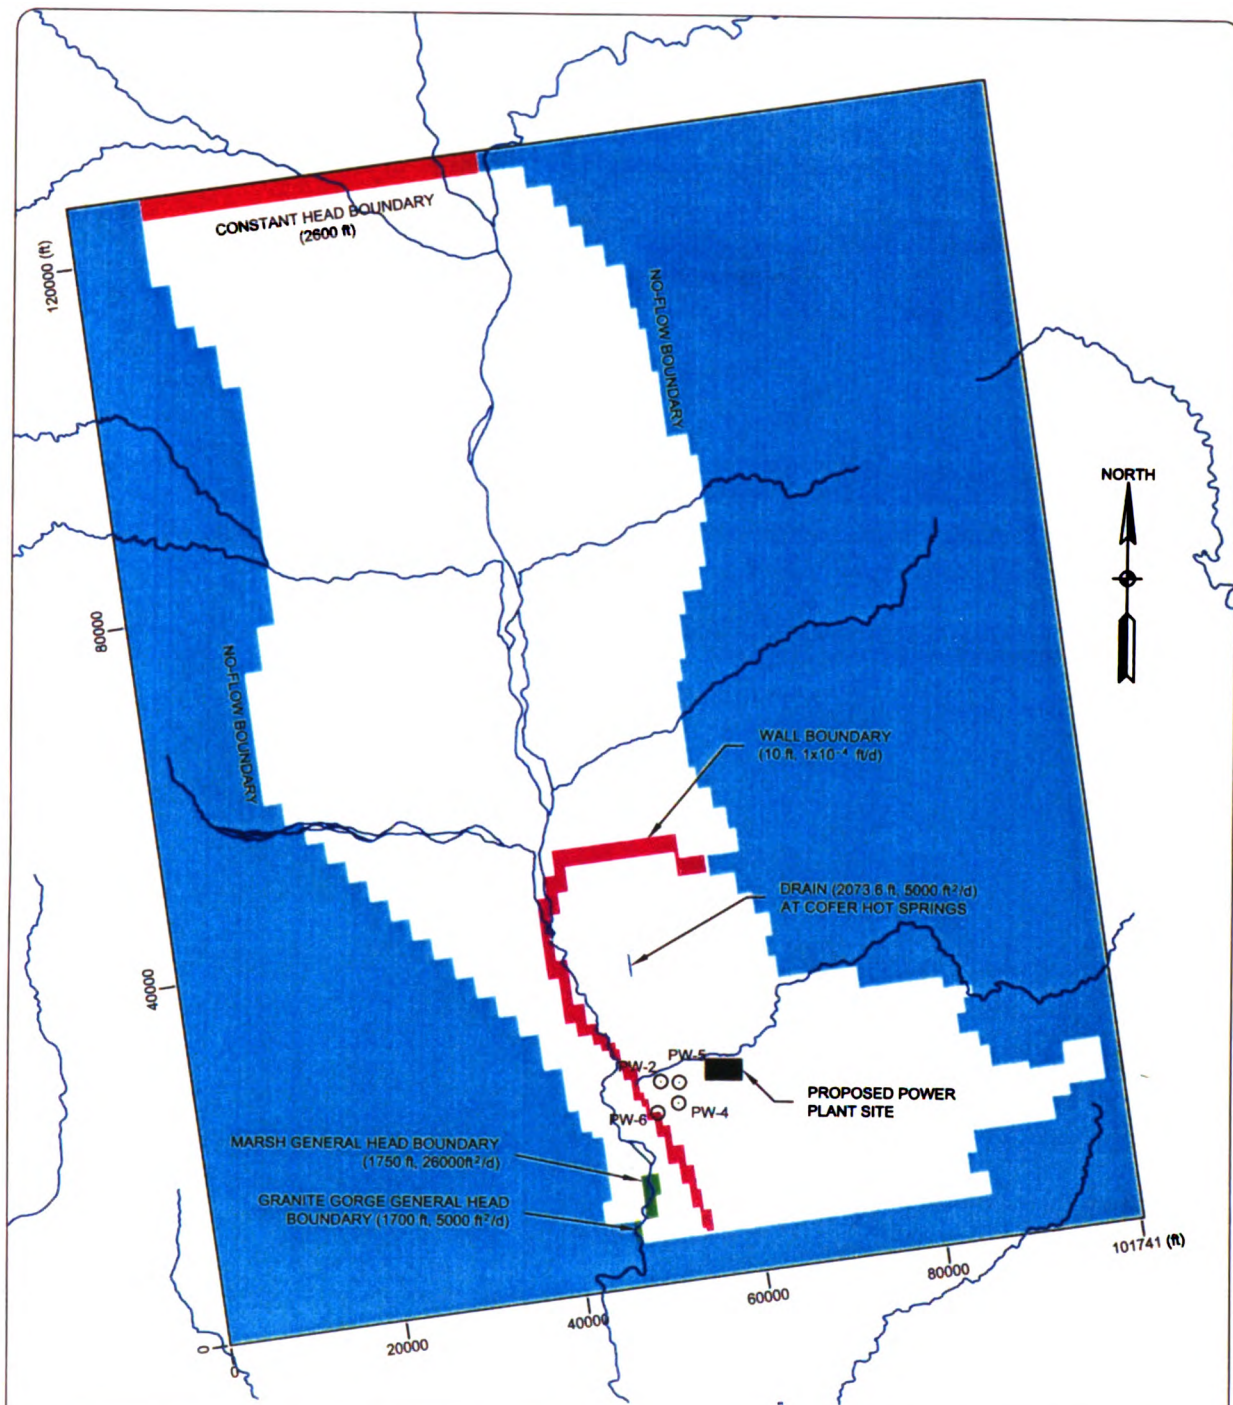 CONSTANT HEAD BOUNDARY
(2600 ft)
120000 (ft)
NO-FLOW BOUNDARY
NORTH
80000
NO-FLOW BOUNDARY
WALL BOUNDARY
(10 ft, 1x10⁻⁴ ft/d)
DRAIN (2073.6 ft, 5000 ft²/d)
AT COFER HOT SPRINGS
40000
PW-2
PW-5
PW-6
PW-4
PROPOSED POWER
PLANT SITE
MARSH GENERAL HEAD BOUNDARY
(1750 ft, 26000ft²/d)
GRANITE GORGE GENERAL HEAD
BOUNDARY (1700 ft, 5000 ft²/d)
0
0
20000
40000
60000
80000
101741 (ft)